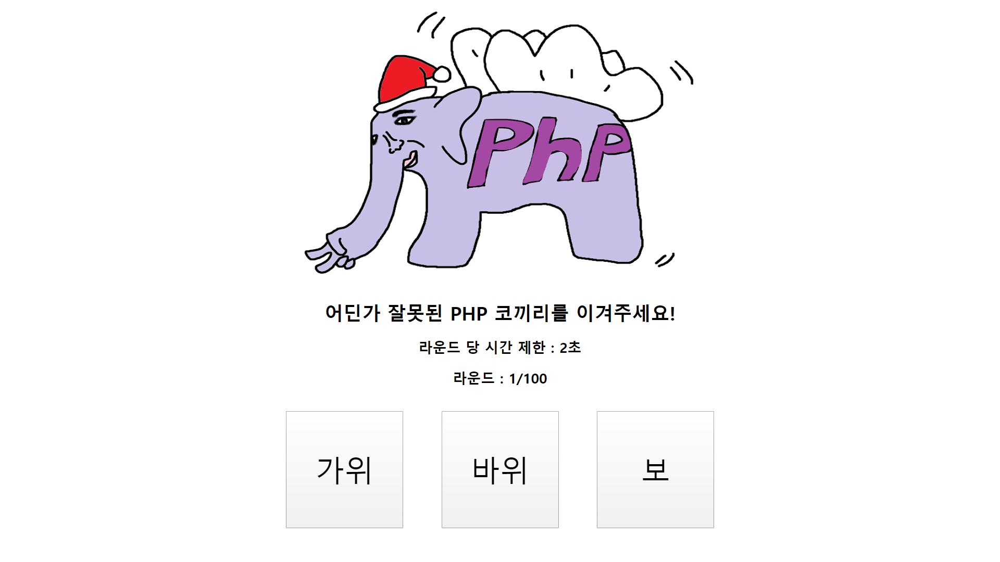 PhP
어딘가 잘못된 PHP 코끼리를 이겨주세요!
라운드 당 시간 제한 : 2초
라운드 : 1/100
가위 바위 보